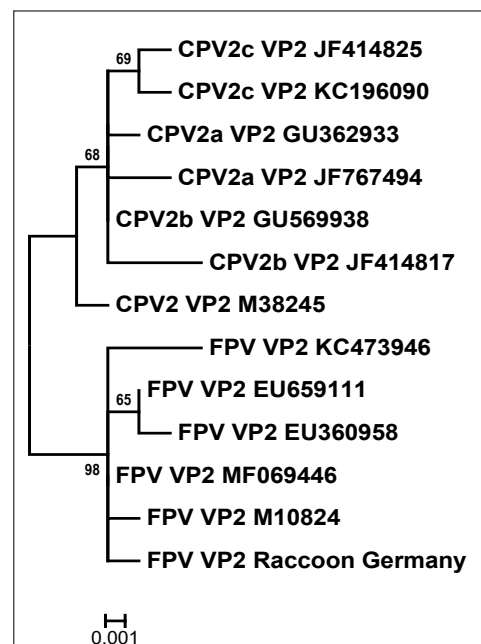 69
CPV2c VP2 JF414825
CPV2c VP2 KC196090
CPV2a VP2 GU362933
68
CPV2a VP2 JF767494
CPV2b VP2 GU569938
CPV2b VP2 JF414817
CPV2 VP2 M38245
FPV VP2 KC473946
FPV VP2 EU659111
65
FPV VP2 EU360958
98
FPV VP2 MF069446
FPV VP2 M10824
FPV VP2 Raccoon Germany
0.001